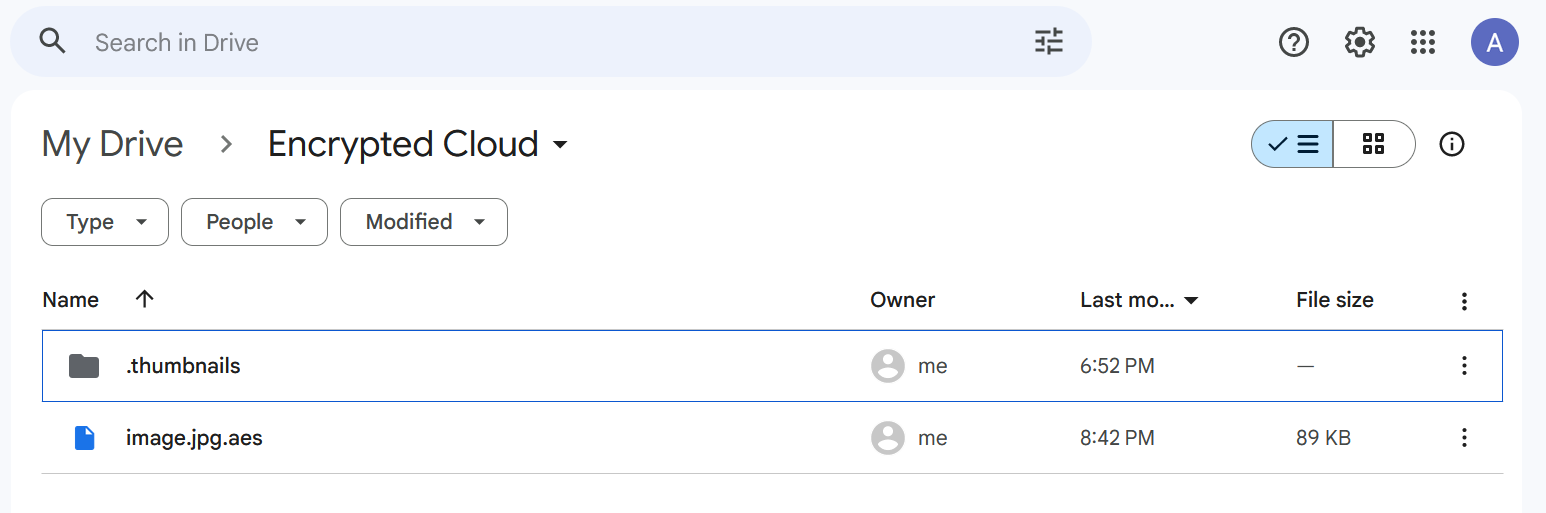 Search in Drive
A
My Drive > Encrypted Cloud
Type People Modified
Name Owner Last mo... File size
.thumbnails me 6:52 PM —
image.jpg.aes me 8:42 PM 89 KB